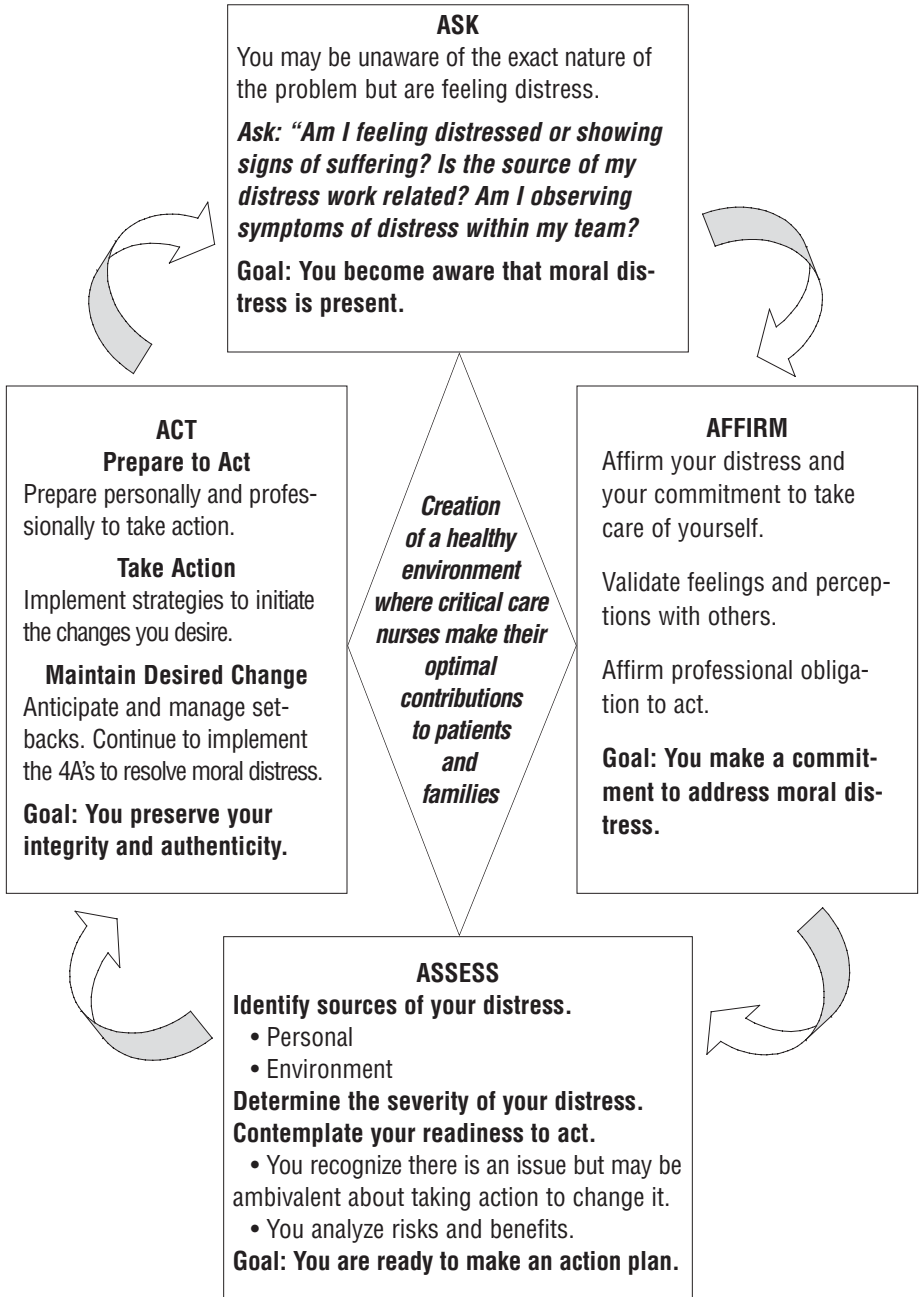 ASK
You may be unaware of the exact nature of
the problem but are feeling distress.
Ask: “Am I feeling distressed or showing
signs of suffering? Is the source of my
distress work related? Am I observing
symptoms of distress within my team?
Goal: You become aware that moral dis-
tress is present.
AFFIRM
Affirm your distress and
your commitment to take
care of yourself.
Validate feelings and percep-
tions with others.
Affirm professional obliga-
tion to act.
Goal: You make a commit-
ment to address moral dis-
tress.
ASSESS
Identify sources of your distress.
• Personal
• Environment
Determine the severity of your distress.
Contemplate your readiness to act.
• You recognize there is an issue but may be
ambivalent about taking action to change it.
• You analyze risks and benefits.
Goal: You are ready to make an action plan.
ACT
Prepare to Act
Prepare personally and profes-
sionally to take action.
Take Action
Implement strategies to initiate
the changes you desire.
Maintain Desired Change
Anticipate and manage set-
backs. Continue to implement
the 4A’s to resolve moral distress.
Goal: You preserve your
integrity and authenticity.
Creation
of a healthy
environment
where critical care
nurses make their
optimal
contributions
to patients
and
families